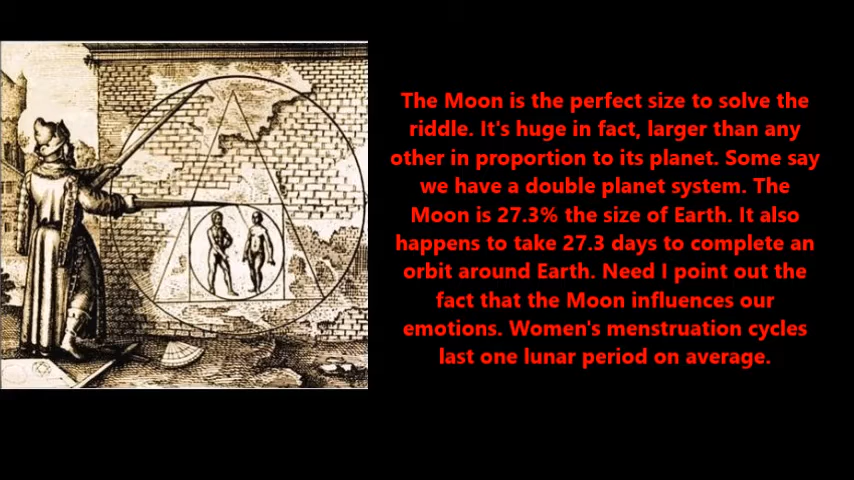 The Moon is the perfect size to solve the
riddle. It's huge in fact, larger than any
other in proportion to its planet. Some say
we have a double planet system. The
Moon is 27.3% the size of Earth. It also
happens to take 27.3 days to complete an
orbit around Earth. Need I point out the
fact that the Moon influences our
emotions. Women's menstruation cycles
last one lunar period on average.